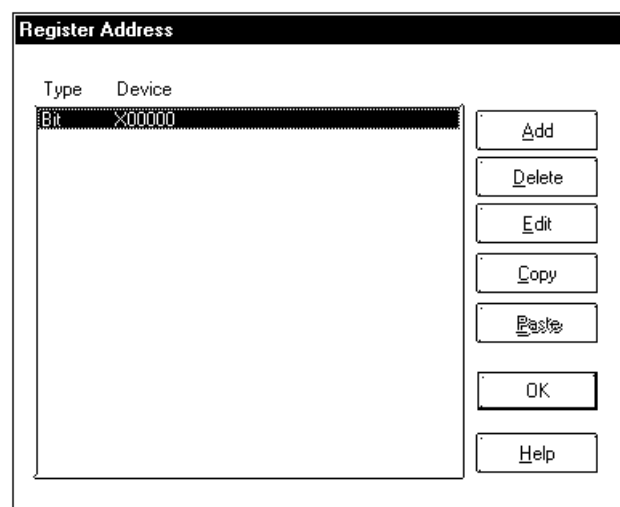 Register Address
Type Device
Bit X00000
Add
Delete
Edit
Copy
Paste
OK
Help